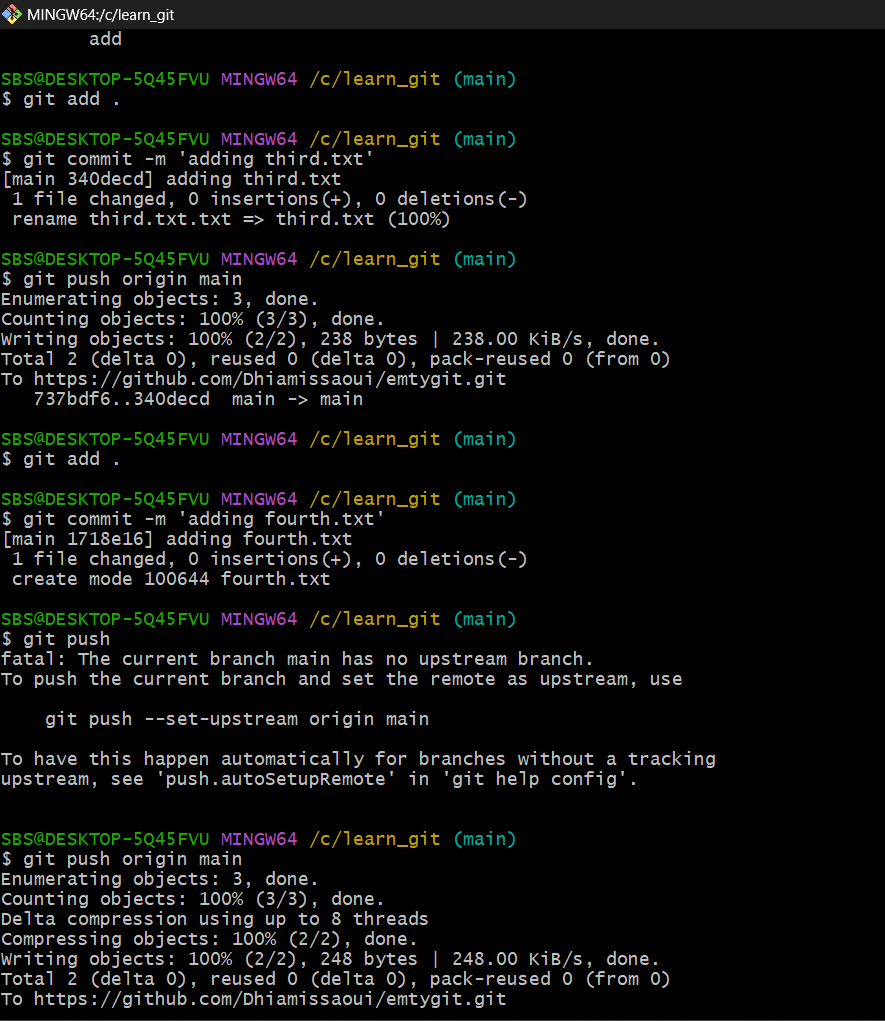 MINGW64:/c/learn_git
add
SBS@DESKTOP-5Q45FVU MINGW64 /c/learn_git (main)
$ git add .
SBS@DESKTOP-5Q45FVU MINGW64 /c/learn_git (main)
$ git commit -m 'adding third.txt'
[main 340decd] adding third.txt
1 file changed, 0 insertions(+), 0 deletions(-)
rename third.txt.txt => third.txt (100%)
SBS@DESKTOP-5Q45FVU MINGW64 /c/learn_git (main)
$ git push origin main
Enumerating objects: 3, done.
Counting objects: 100% (3/3), done.
Writing objects: 100% (2/2), 238 bytes | 238.00 KiB/s, done.
Total 2 (delta 0), reused 0 (delta 0), pack-reused 0 (from 0)
To https://github.com/Dhiamissaoui/emtygit.git
737bdf6..340decd  main -> main
SBS@DESKTOP-5Q45FVU MINGW64 /c/learn_git (main)
$ git add .
SBS@DESKTOP-5Q45FVU MINGW64 /c/learn_git (main)
$ git commit -m 'adding fourth.txt'
[main 1718e16] adding fourth.txt
1 file changed, 0 insertions(+), 0 deletions(-)
create mode 100644 fourth.txt
SBS@DESKTOP-5Q45FVU MINGW64 /c/learn_git (main)
$ git push
fatal: The current branch main has no upstream branch.
To push the current branch and set the remote as upstream, use
git push --set-upstream origin main
To have this happen automatically for branches without a tracking
upstream, see 'push.autoSetupRemote' in 'git help config'.
SBS@DESKTOP-5Q45FVU MINGW64 /c/learn_git (main)
$ git push origin main
Enumerating objects: 3, done.
Counting objects: 100% (3/3), done.
Delta compression using up to 8 threads
Compressing objects: 100% (2/2), done.
Writing objects: 100% (2/2), 248 bytes | 248.00 KiB/s, done.
Total 2 (delta 0), reused 0 (delta 0), pack-reused 0 (from 0)
To https://github.com/Dhiamissaoui/emtygit.git